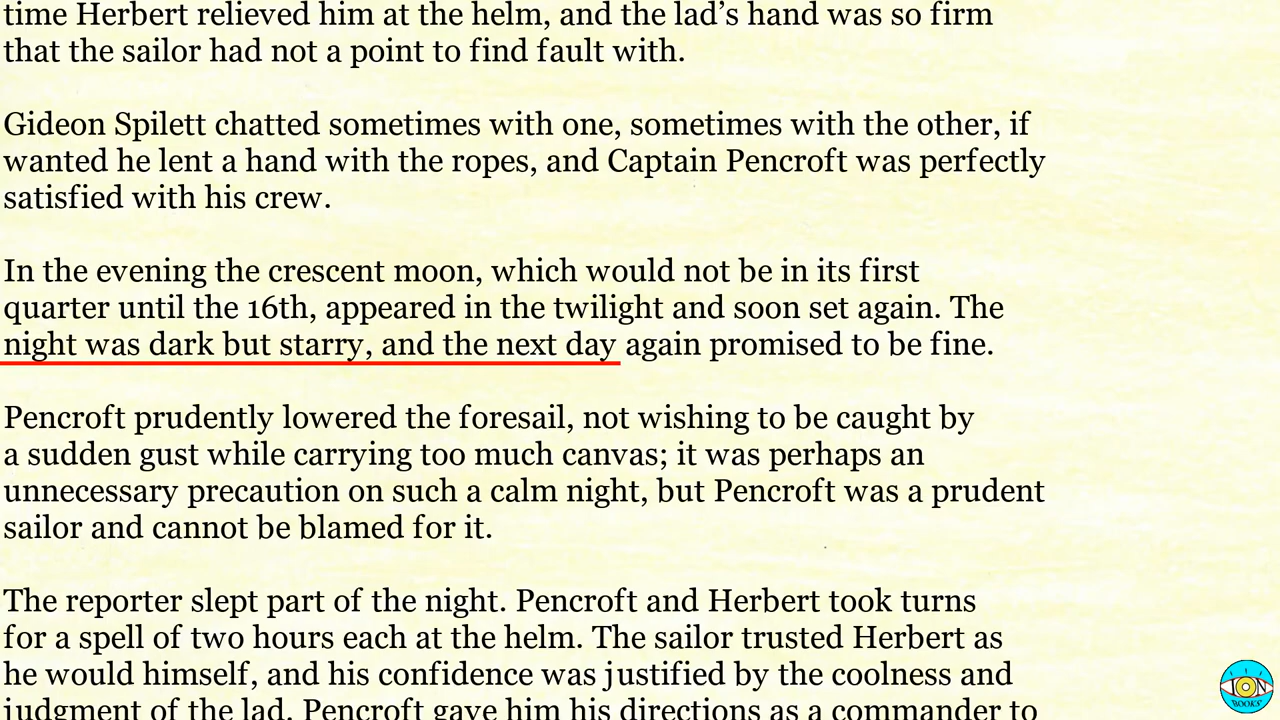 time Herbert relieved him at the helm, and the lad’s hand was so firm
that the sailor had not a point to find fault with.
Gideon Spilett chatted sometimes with one, sometimes with the other, if
wanted he lent a hand with the ropes, and Captain Pencroft was perfectly
satisfied with his crew.
In the evening the crescent moon, which would not be in its first
quarter until the 16th, appeared in the twilight and soon set again. The
night was dark but starry, and the next day again promised to be fine.
Pencroft prudently lowered the foresail, not wishing to be caught by
a sudden gust while carrying too much canvas; it was perhaps an
unnecessary precaution on such a calm night, but Pencroft was a prudent
sailor and cannot be blamed for it.
The reporter slept part of the night. Pencroft and Herbert took turns
for a spell of two hours each at the helm. The sailor trusted Herbert as
he would himself, and his confidence was justified by the coolness and
judgment of the lad. Pencroft gave him his directions as a commander to
ION
BOOKS